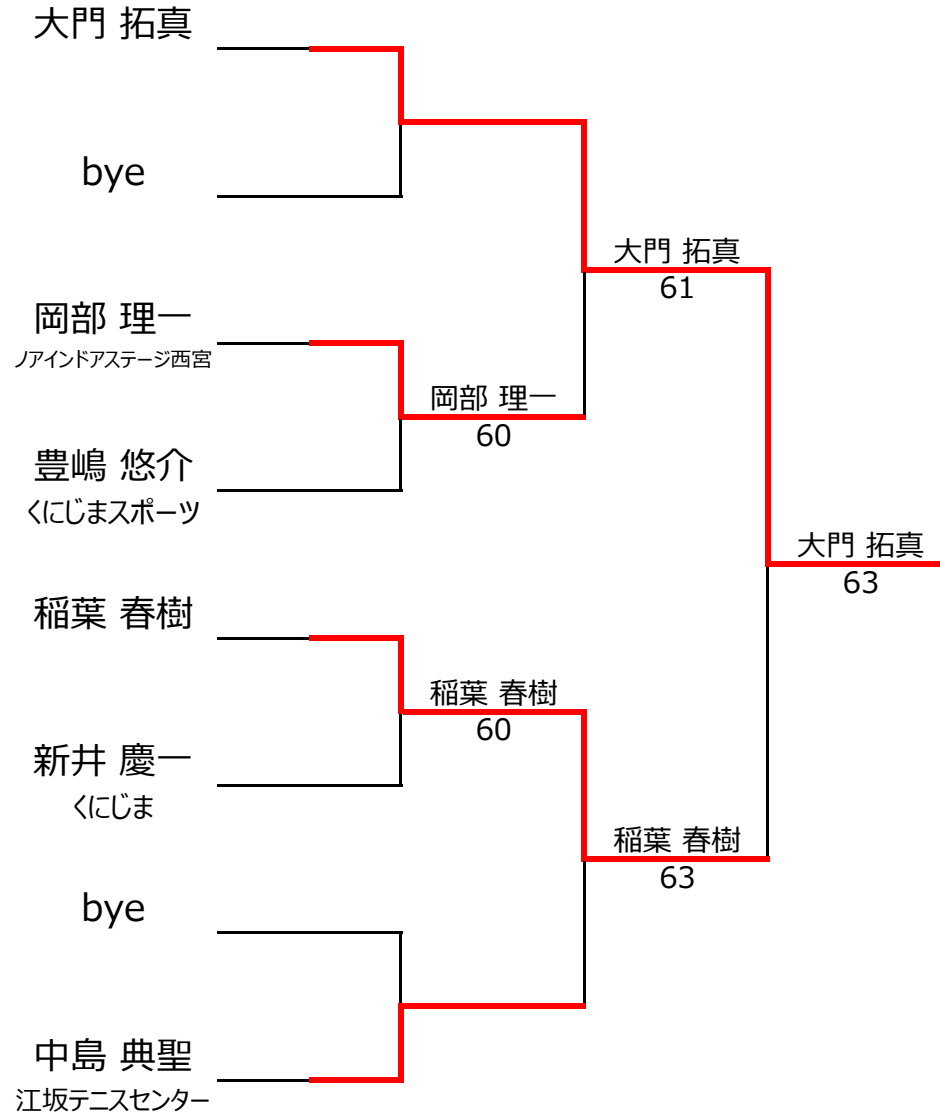 大門 拓真
bye
岡部 理一
ノアインドアステージ西宮
豊嶋 悠介
くにじまスポーツ
稲葉 春樹
新井 慶一
くにじま
bye
中島 典聖
江坂テニスセンター
岡部 理一
60
稲葉 春樹
60
大門 拓真
61
稲葉 春樹
63
大門 拓真
63